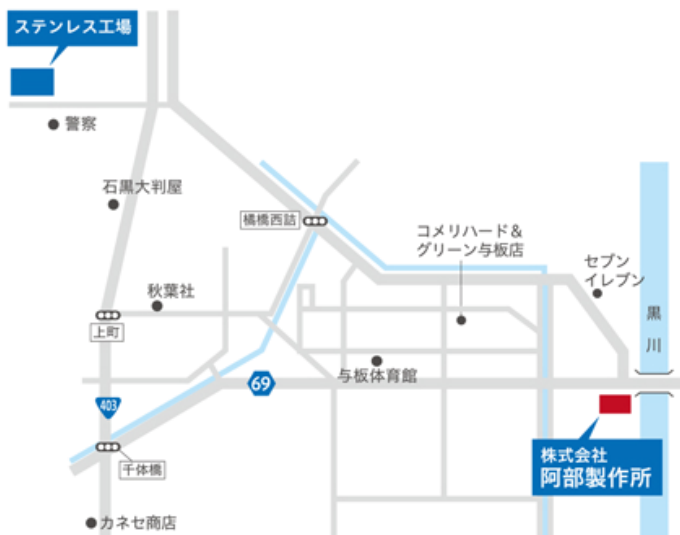 ステンレス工場
警察
石黒大判屋
橘橋西詰
コメリハード＆
グリーン与板店
セブン
イレブン
秋葉社
黒
川
上町
与板体育館
69
403
株式会社
阿部製作所
千体橋
カネセ商店